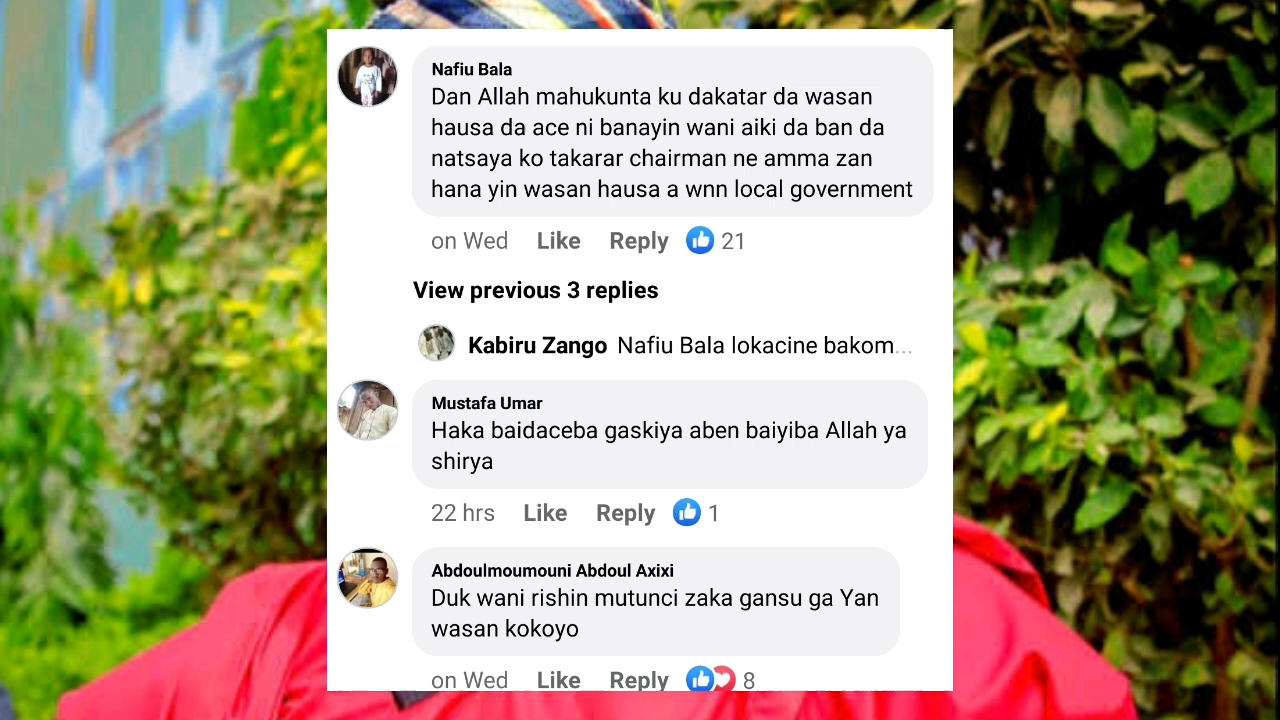 Nafiu Bala
Dan Allah mahukunta ku dakatar da wasan
hausa da ace ni banayin wani aiki da ban da
natsaya ko takarar chairman ne amma zan
hana yin wasan hausa a wnn local government
on Wed Like Reply 21
View previous 3 replies
Kabiru Zango Nafiu Bala lokacine bakom...
Mustafa Umar
Haka baidaceba gaskiya aben baiyiba Allah ya
shirya
22 hrs Like Reply 1
Abdoulmoumouni Abdoul Axixi
Duk wani rishin mutunci zaka gansu ga Yan
wasan kokoyo
on Wed Like Reply 8